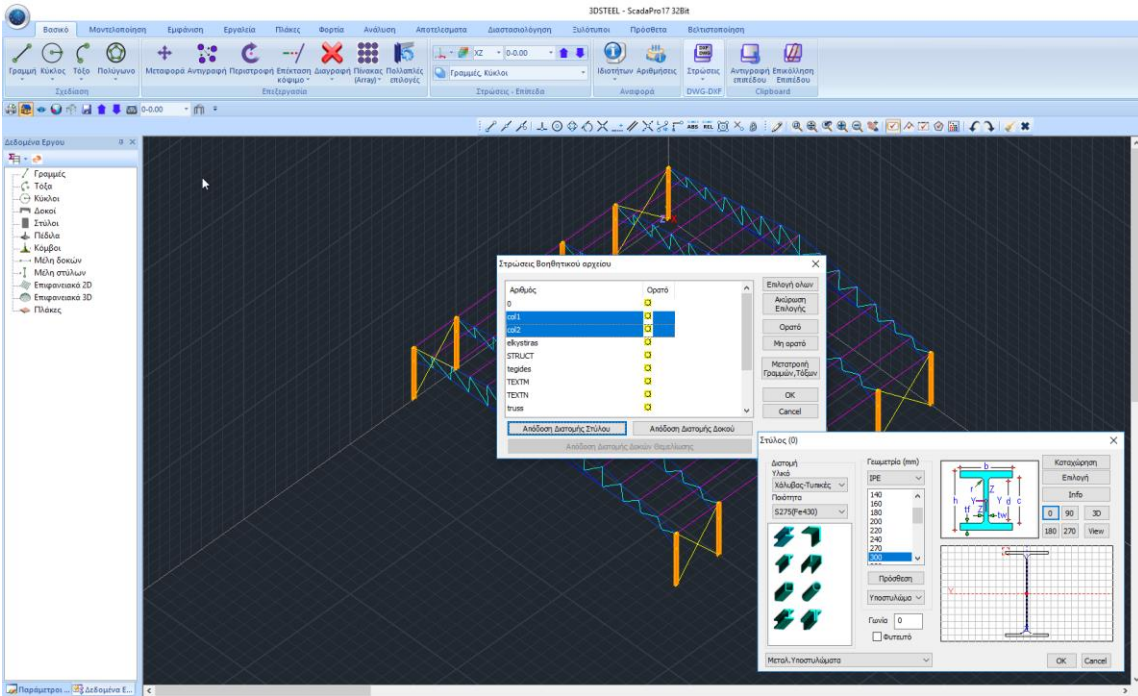 3DSTEEL - ScadaPro17 32Bit
Βασικό Μοντελοποίηση Εμφάνιση Εργαλεία Πλάκες Φορτία Ανάλυση Αποτελεσματα Διαστασιολόγηση Ξυλότυποι Πρόσθετα Βελτιστοποίηση
Γραμμή Κύκλος Τόξο Πολύγωνο Μεταφορά Αντιγραφή Περιστροφή Επέκταση κόψιμο Διαγραφή Πίνακας (Array) Πολλαπλές επιλογές
XZ 0-0.00
Γραμμές, Κύκλοι
Ιδιοτήτων Αριθμήσεις Στρώσεις Αντιγραφή επιπέδου Επικόλληση Επιπέδου
Σχεδίαση Επεξεργασία Στρώσεις - Επίπεδα Αναφορά DWG-DXF Clipboard
0-0.00
ABS REL
Δεδομένα Εργου
Γραμμές
Τόξα
Κύκλοι
Δοκοί
Στύλοι
Πέδιλα
Κόμβοι
Μέλη δοκών
Μέλη στύλων
Επιφανειακά 2D
Επιφανειακά 3D
Πλάκες
Παράμετροι ... Δεδομένα Ε...
Z X
Στρώσεις Βοηθητικού αρχείου
Αριθμός Ορατό
0
col1
col2
elkystiras
STRUCT
tegides
TEXTM
TEXTN
truss
Επιλογή ολων
Ακύρωση Επιλογής
Ορατό
Μη ορατό
Μετατροπή Γραμμών,Τόξων
OK
Cancel
Απόδοση Διατομής Στύλου Απόδοση Διατομής Δοκού
Απόδοση Διατομής Δοκών Θεμελίωσης
Στύλος (0)
Διατομή
Υλικό
Χάλυβας-Τυπικές
Ποιότητα
S275(Fe430)
Γεωμετρία (mm)
IPE
140
160
180
200
220
240
270
300
Πρόσθεση
Υποστυλώμα
Γωνία 0
Φυτευτό
b
r Z
h Y Y d c
tf Z tw
Καταχώρηση
Επιλογή
Info
0 90 3D
180 270 View
Y
Μεταλ.Υποστυλώματα
OK Cancel